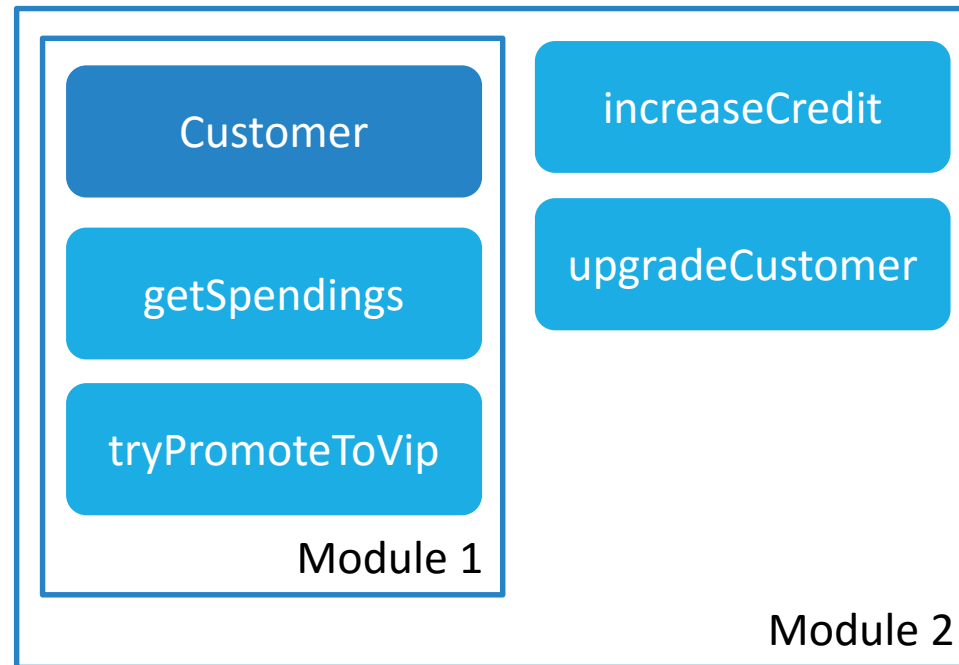 Customer
getSpendings
tryPromoteToVip
Module 1
increaseCredit
upgradeCustomer
Module 2